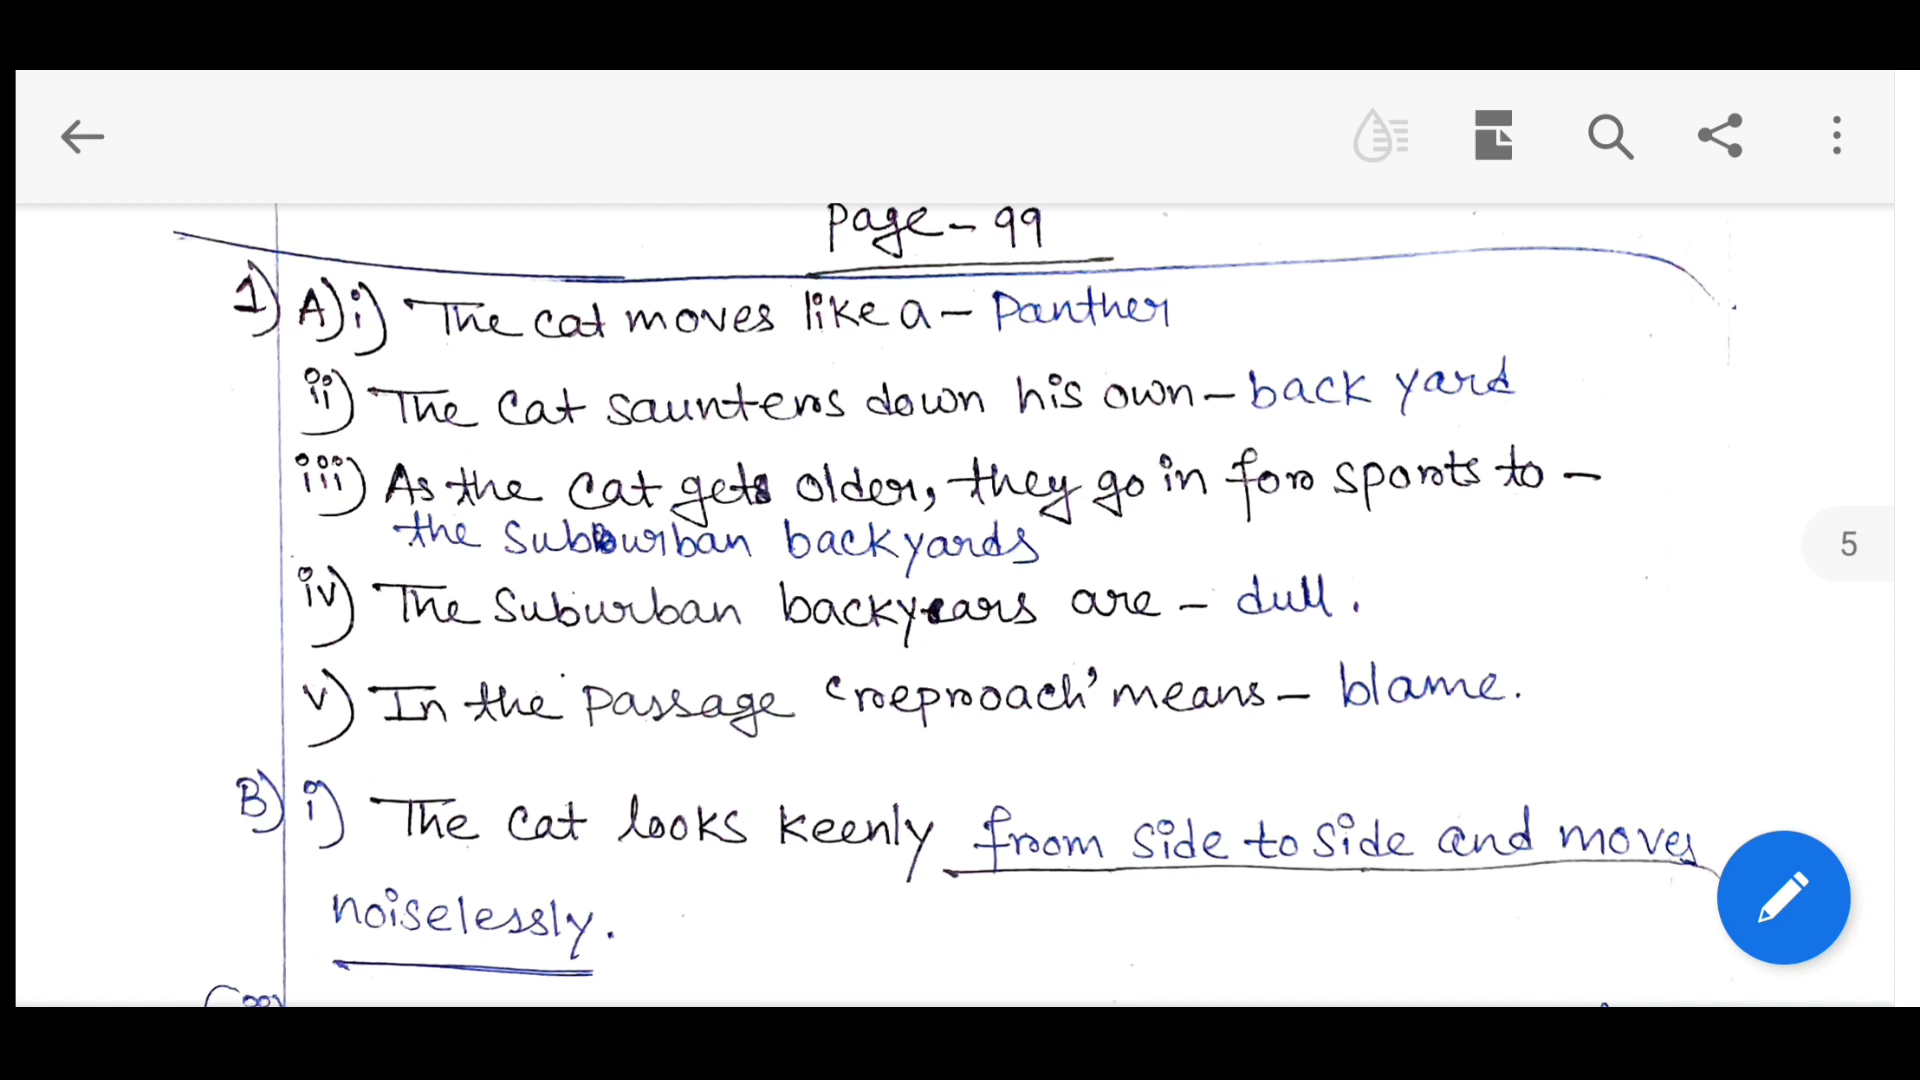 Page - 99
1) A) i) The cat moves like a - Panther
ii) The cat saunters down his own - back yard
iii) As the cat gets older, they go in for sports to -
the suburban backyards
iv) The suburban backyears are - dull.
v) In the passage 'reproach' means - blame.
B) i) The cat looks keenly from side to side and moves
noiselessly.
5